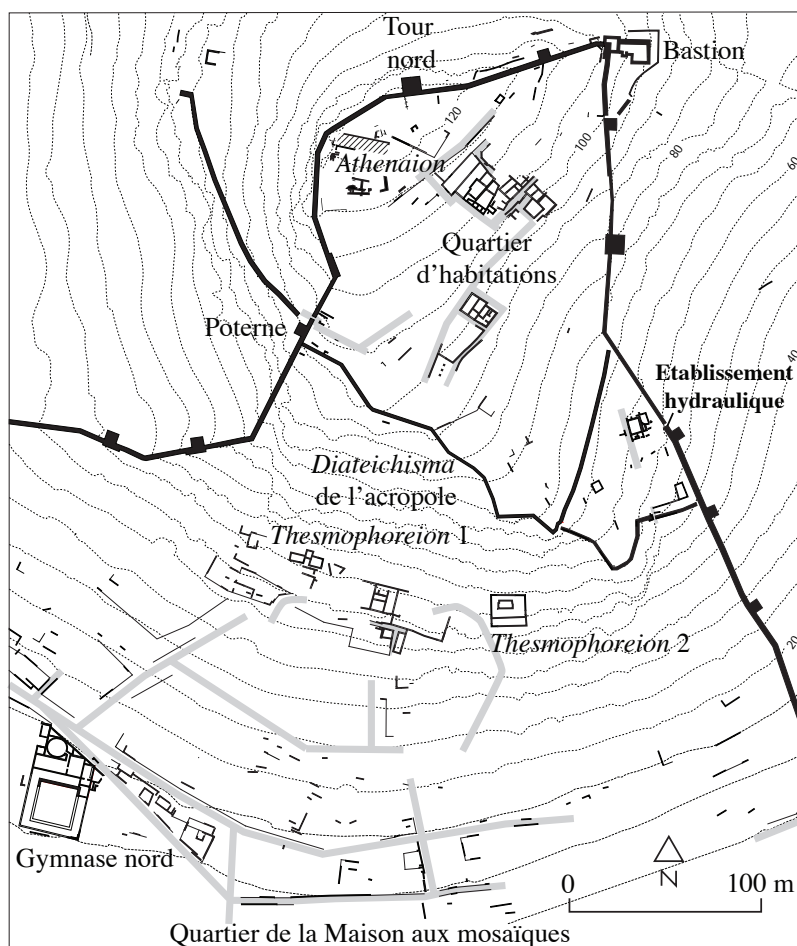 Tour
nord
Bastion
120
100
80
60
Athenaion
Quartier
d'habitations
Poterne
40
Etablissement
hydraulique
Diateichisma
de l'acropole
Thesmophoreion 1
Thesmophoreion 2
20
Gymnase nord
N
0 100 m
Quartier de la Maison aux mosaïques